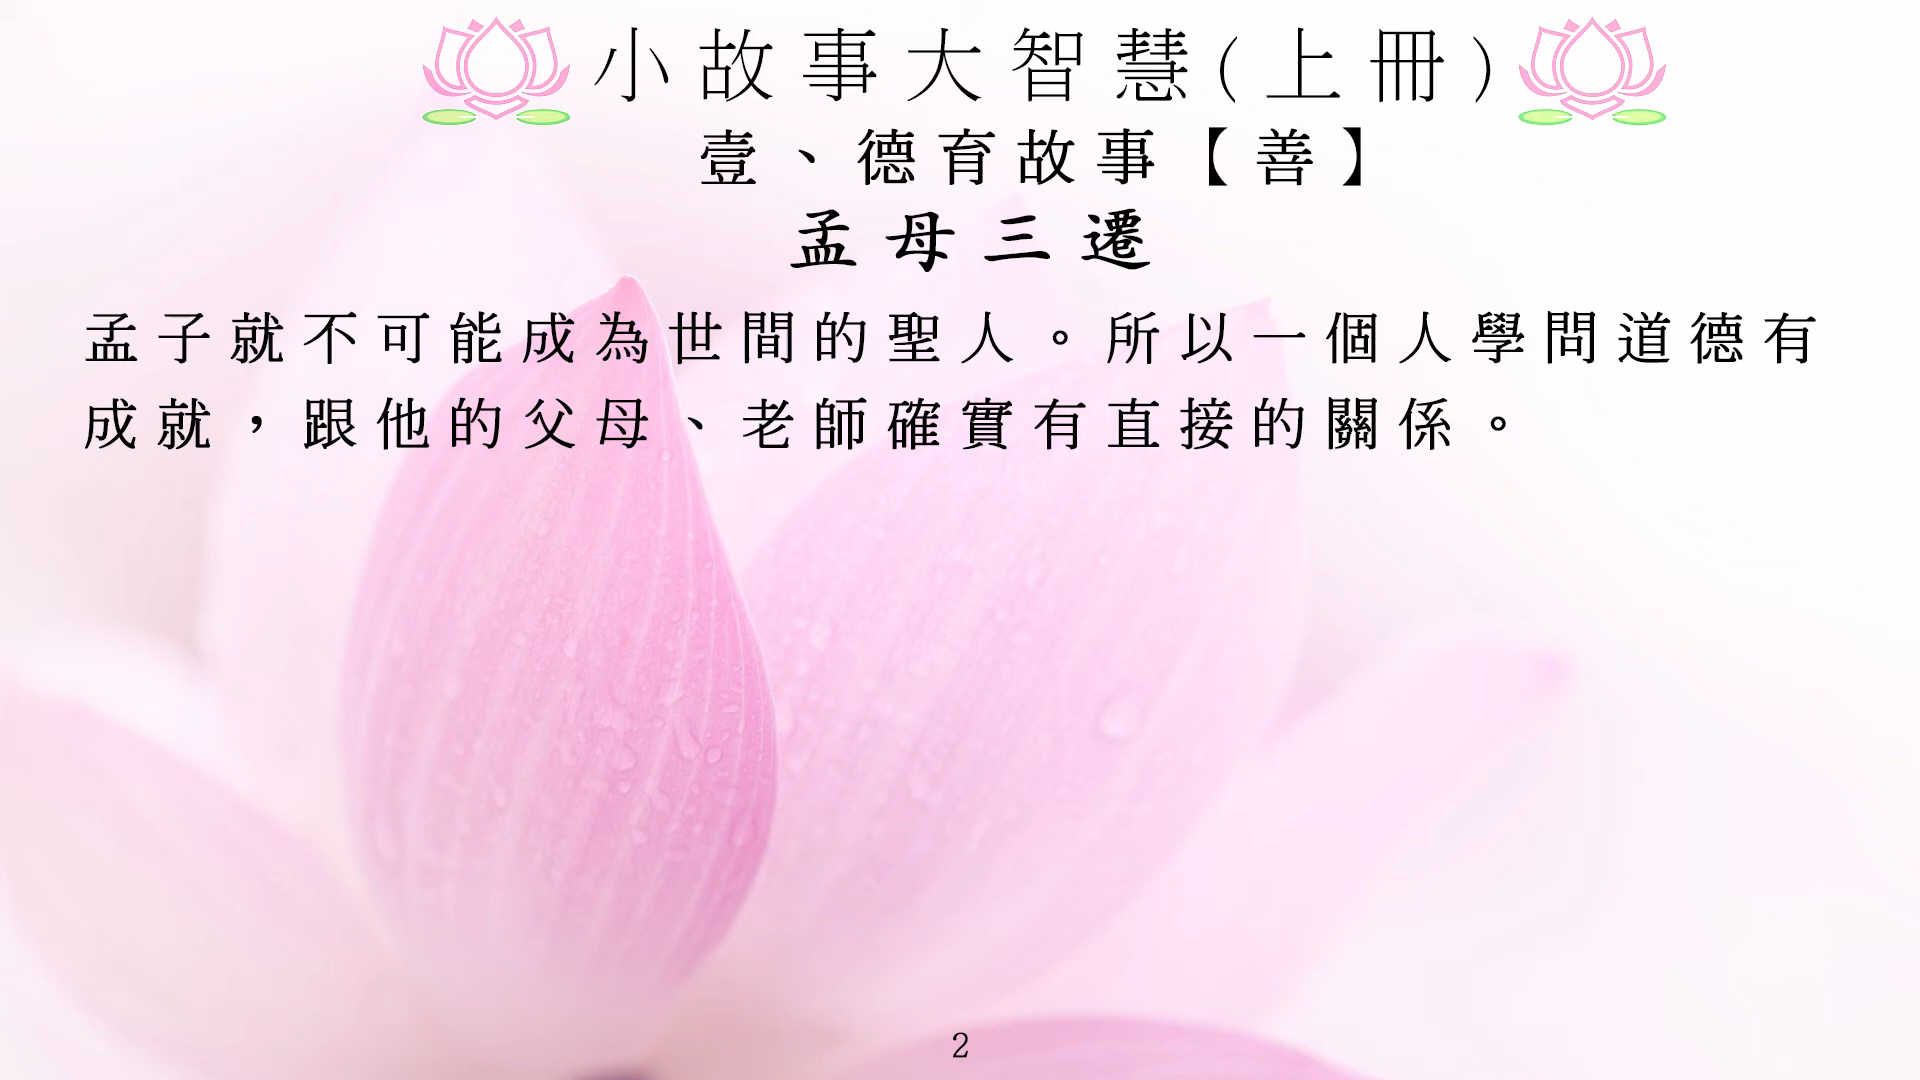 小故事大智慧(上冊)
壹、德育故事【善】
孟母三遷
孟子就不可能成為世間的聖人。所以一個人學問道德有
成就，跟他的父母、老師確實有直接的關係。
2